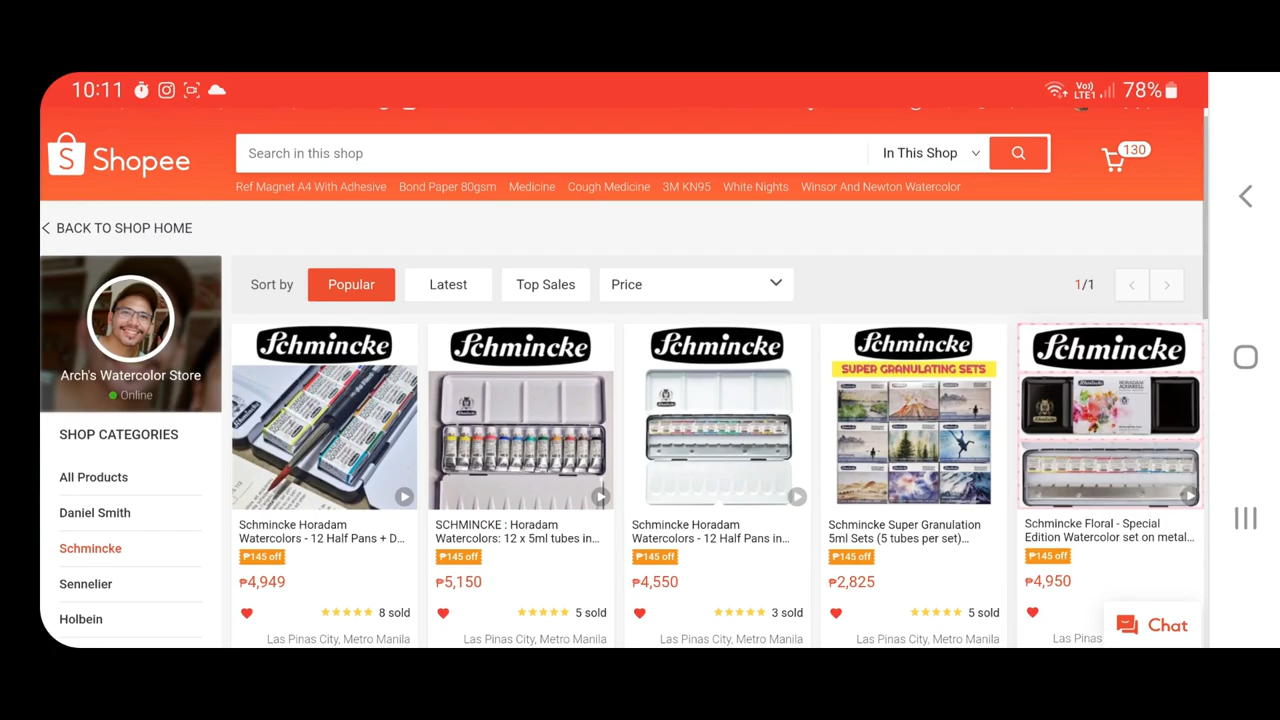 10:11
Vo))
LTE1
78%
Shopee
Search in this shop
In This Shop
130
Ref Magnet A4 With Adhesive Bond Paper 80gsm Medicine Cough Medicine 3M KN95 White Nights Winsor And Newton Watercolor
BACK TO SHOP HOME
Arch's Watercolor Store
Online
SHOP CATEGORIES
All Products
Daniel Smith
Schmincke
Sennelier
Holbein
Sort by Popular Latest Top Sales Price 1/1
Schmincke
Schmincke Horadam
Watercolors - 12 Half Pans + D...
₱145 off
₱4,949
8 sold
Las Pinas City, Metro Manila
Schmincke
SCHMINCKE : Horadam
Watercolors: 12 x 5ml tubes in...
₱145 off
₱5,150
5 sold
Las Pinas City, Metro Manila
Schmincke
Schmincke Horadam
Watercolors - 12 Half Pans in...
₱145 off
₱4,550
3 sold
Las Pinas City, Metro Manila
Schmincke
SUPER GRANULATING SETS
Schmincke Super Granulation
5ml Sets (5 tubes per set)...
₱145 off
₱2,825
5 sold
Las Pinas City, Metro Manila
Schmincke
Schmincke Floral - Special
Edition Watercolor set on metal...
₱145 off
₱4,950
Las Pinas
Chat